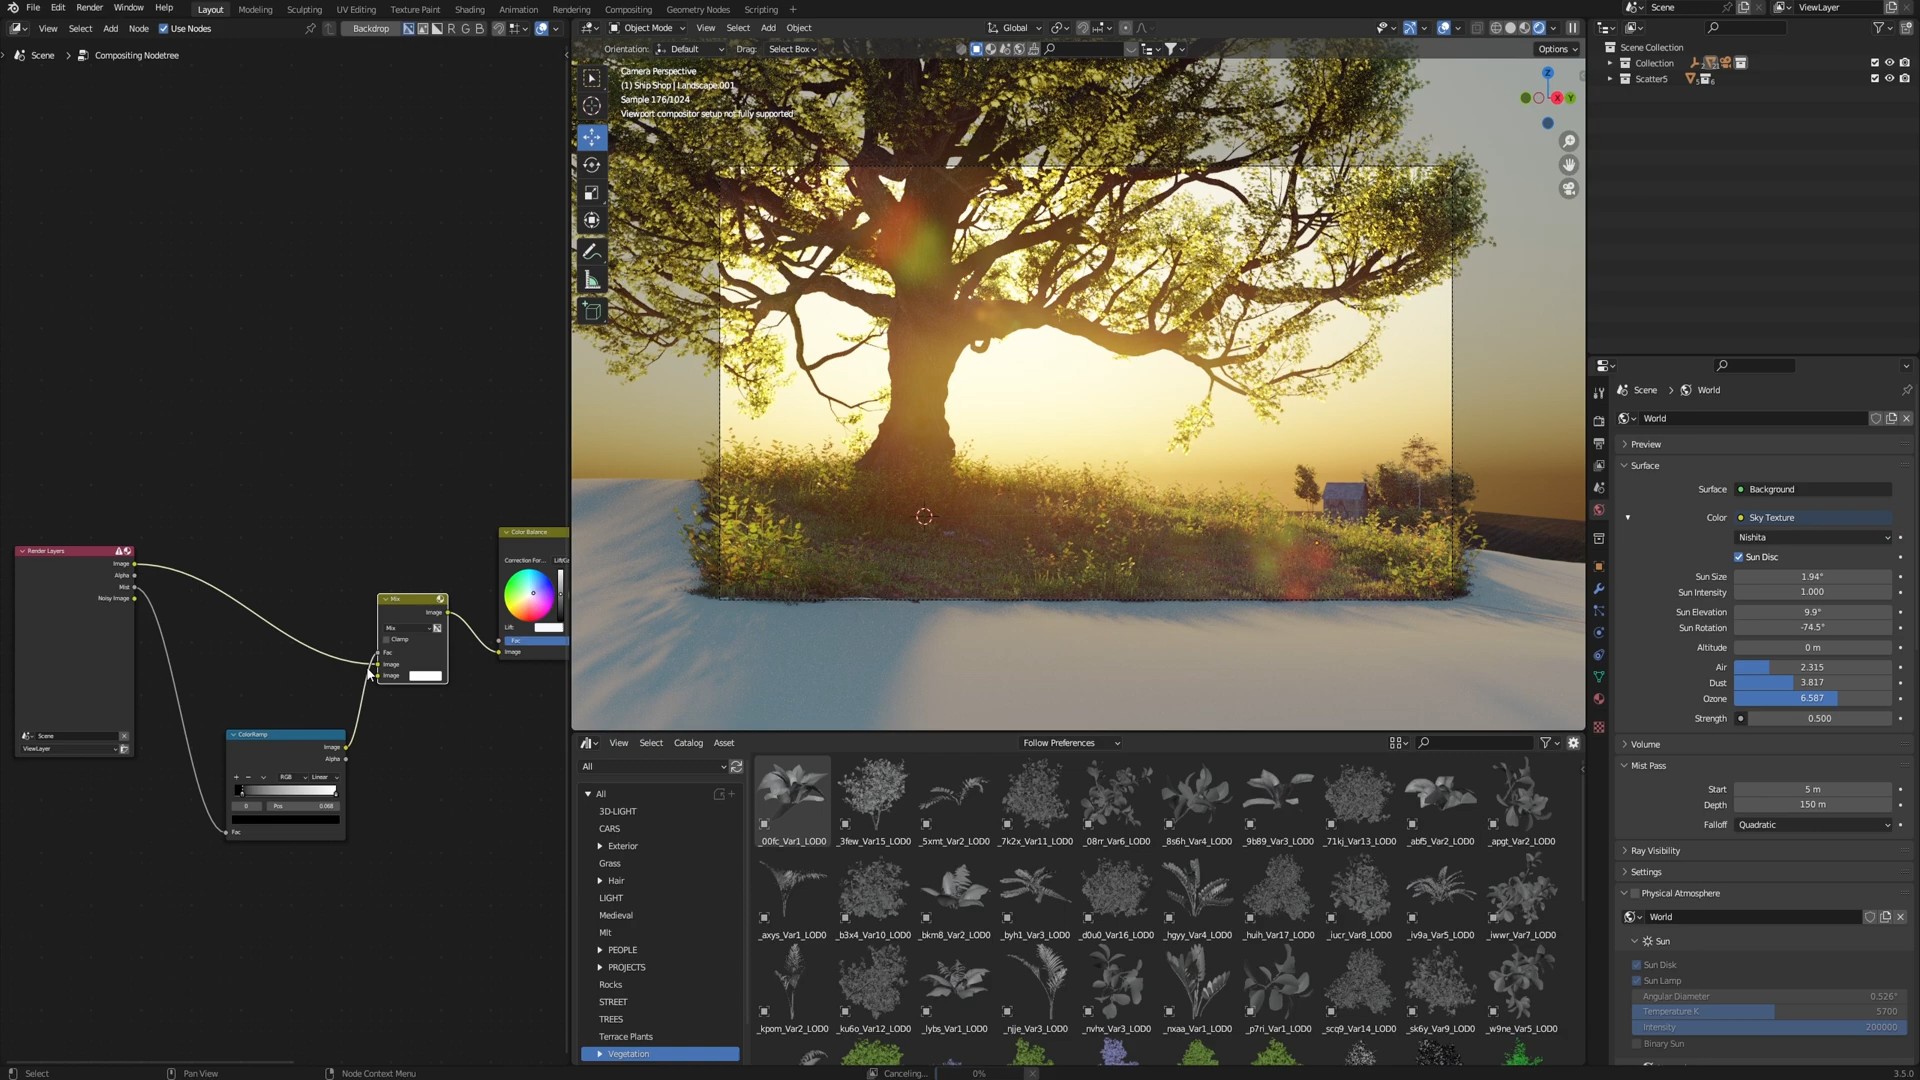 File Edit Render Window Help Layout Modeling Sculpting UV Editing Texture Paint Shading Animation Rendering Compositing Geometry Nodes Scripting + Scene ViewLayer
View Select Add Node Use Nodes Backdrop R G B
Scene > Compositing Nodetree
Render Layers
Image
Alpha
Mist
Noisy Image
Scene
ViewLayer
ColorRamp
Image
Alpha
RGB Linear
0 Pos 0.068
Fac
Mix
Image
Mix
Clamp
Fac
Image
Image
Color Balance
Correction For...
Lift:
Fac
Image
Object Mode View Select Add Object Global
Orientation: Default Drag: Select Box Options
Camera Perspective
(1) Ship Shop | Landscape.001
Sample 176/1024
Viewport compositor setup not fully supported
Z
X Y
View Select Catalog Asset Follow Preferences
All
All
3D-LIGHT
CARS
Exterior
Grass
Hair
LIGHT
Medieval
Mlt
PEOPLE
PROJECTS
Rocks
STREET
TREES
Terrace Plants
Vegetation
_00fc_Var1_LOD0 _3few_Var15_LOD0 _5xmt_Var2_LOD0 _7k2x_Var11_LOD0 _08rr_Var6_LOD0 _8s6h_Var4_LOD0 _9b89_Var3_LOD0 _71kj_Var13_LOD0 _abf5_Var2_LOD0 _apgt_Var2_LOD0
_axys_Var1_LOD0 _b3x4_Var10_LOD0 _bkm8_Var2_LOD0 _byh1_Var3_LOD0 _d0u0_Var16_LOD0 _hgyy_Var4_LOD0 _huih_Var17_LOD0 _iucr_Var8_LOD0 _iv9a_Var5_LOD0 _iwwr_Var7_LOD0
_kpom_Var2_LOD0 _ku6o_Var12_LOD0 _lybs_Var1_LOD0 _njje_Var3_LOD0 _nvhx_Var3_LOD0 _nxaa_Var1_LOD0 _p7ri_Var1_LOD0 _scq9_Var14_LOD0 _sk6y_Var9_LOD0 _w9ne_Var5_LOD0
Scene Collection
Collection
Scatter5
Scene > World
World
Preview
Surface
Surface Background
Color Sky Texture
Nishita
Sun Disc
Sun Size 1.94°
Sun Intensity 1.000
Sun Elevation 9.9°
Sun Rotation -74.5°
Altitude 0 m
Air 2.315
Dust 3.817
Ozone 6.587
Strength 0.500
Volume
Mist Pass
Start 5 m
Depth 150 m
Falloff Quadratic
Ray Visibility
Settings
Physical Atmosphere
World
Sun
Sun Disk
Sun Lamp
Angular Diameter 0.526°
Temperature K 5700
Intensity 200000
Binary Sun
Select Pan View Node Context Menu Canceling... 0% 3.5.0